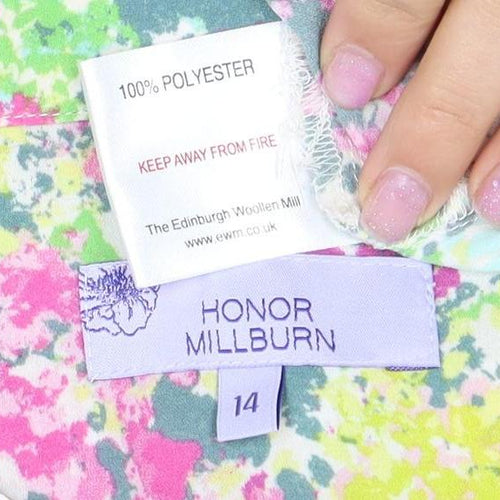 100% POLYESTER
KEEP AWAY FROM FIRE
The Edinburgh Woollen Mill
www.ewm.co.uk
HONOR
MILLBURN
14